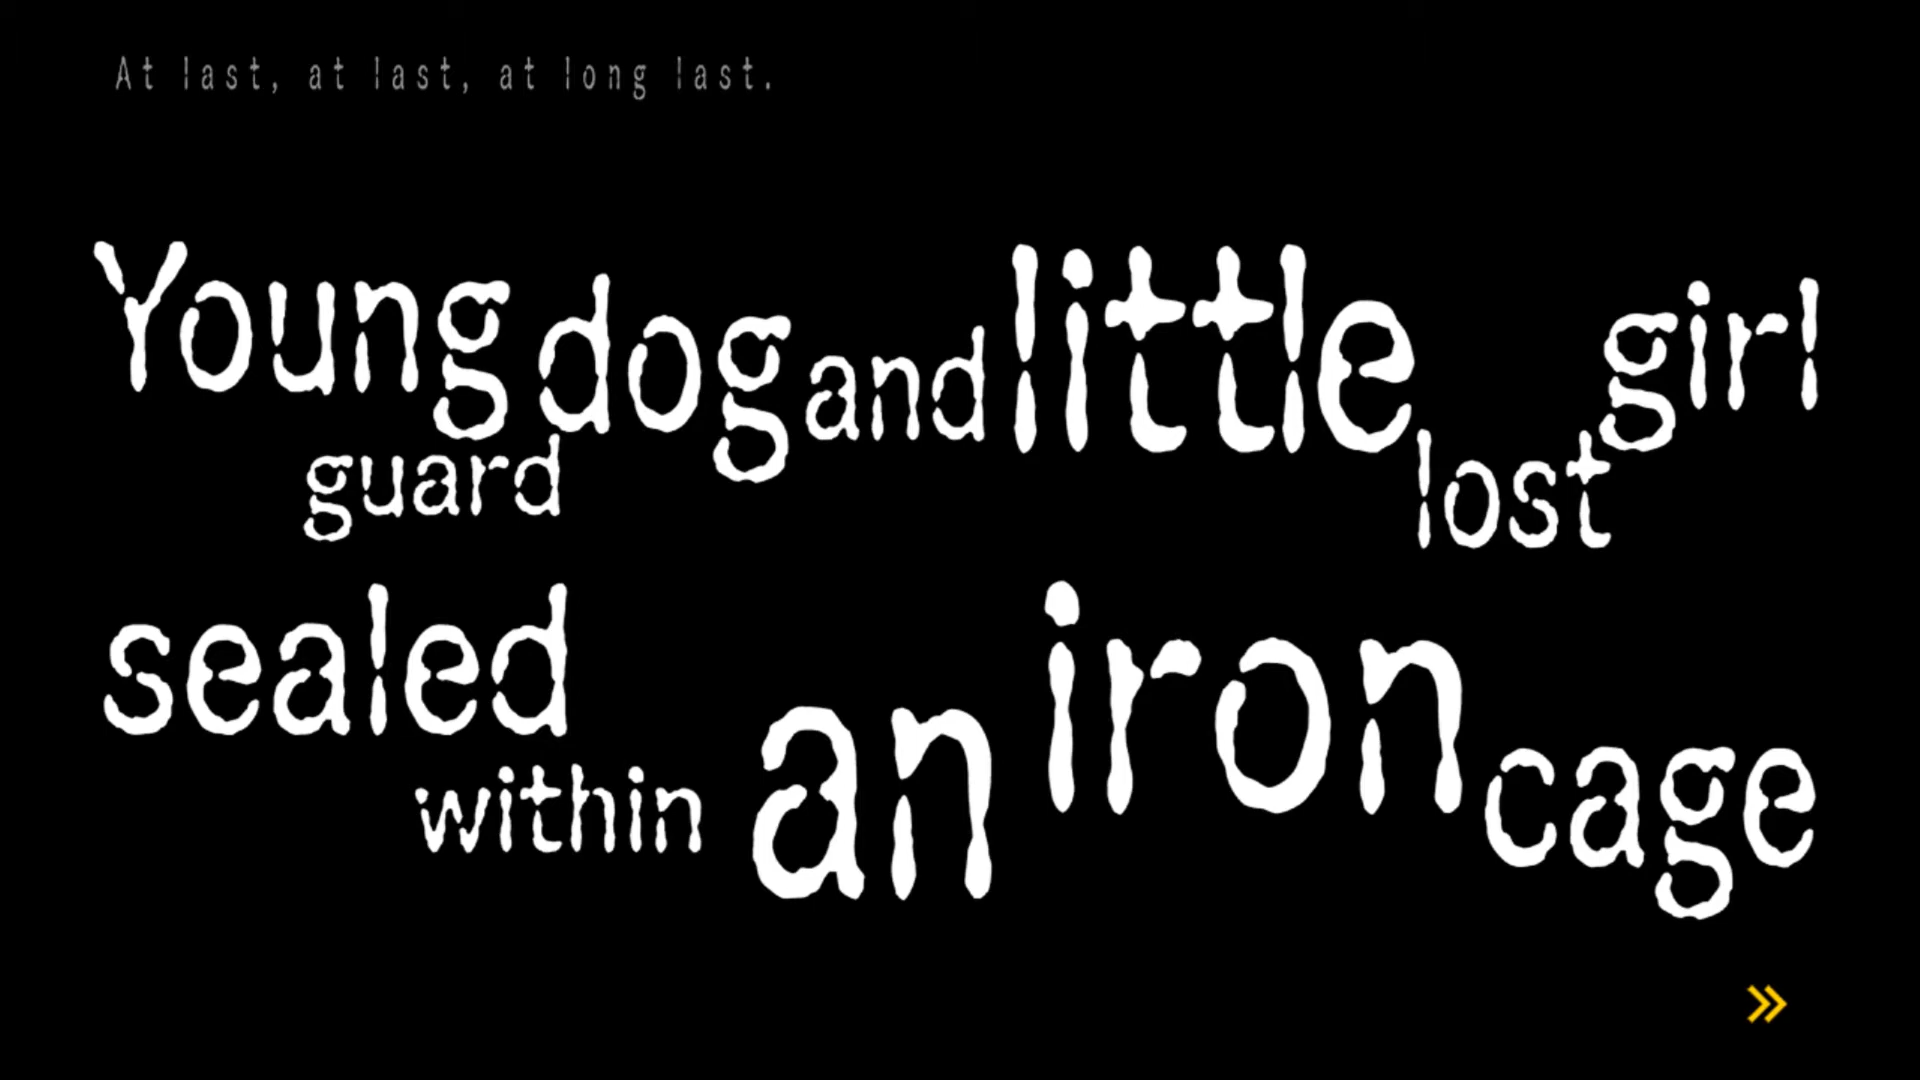 At last, at last, at long last.
Young guard dog and little lost girl
sealed within an iron cage